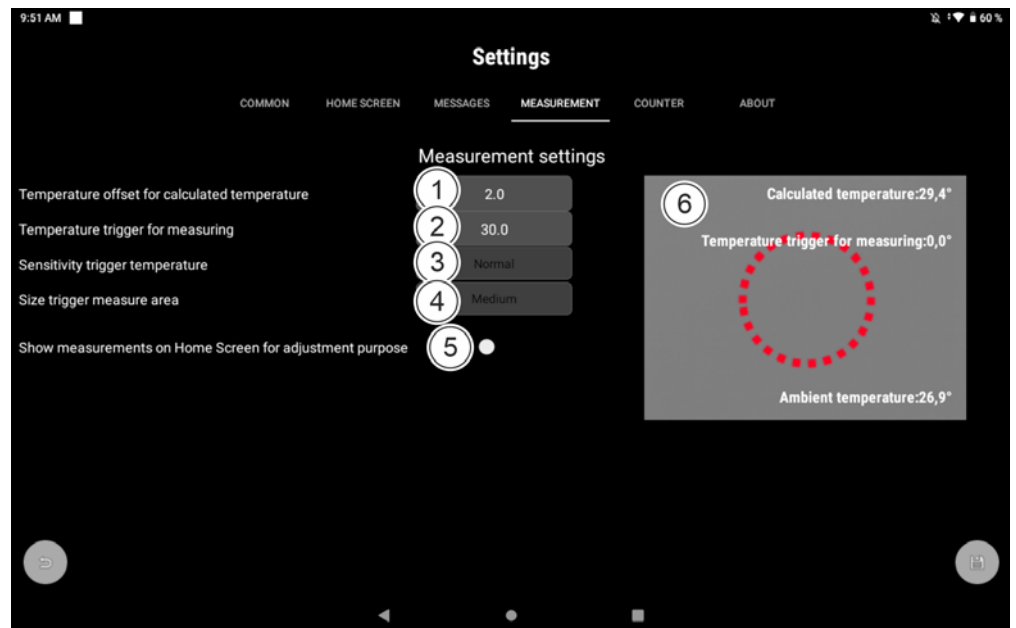 9:51 AM 60 %
Settings
COMMON HOME SCREEN MESSAGES MEASUREMENT COUNTER ABOUT
Measurement settings
Temperature offset for calculated temperature 1 2.0
Temperature trigger for measuring 2 30.0
Sensitivity trigger temperature 3 Normal
Size trigger measure area 4 Medium
Show measurements on Home Screen for adjustment purpose 5
6 Calculated temperature:29,4°
Temperature trigger for measuring:0,0°
Ambient temperature:26,9°